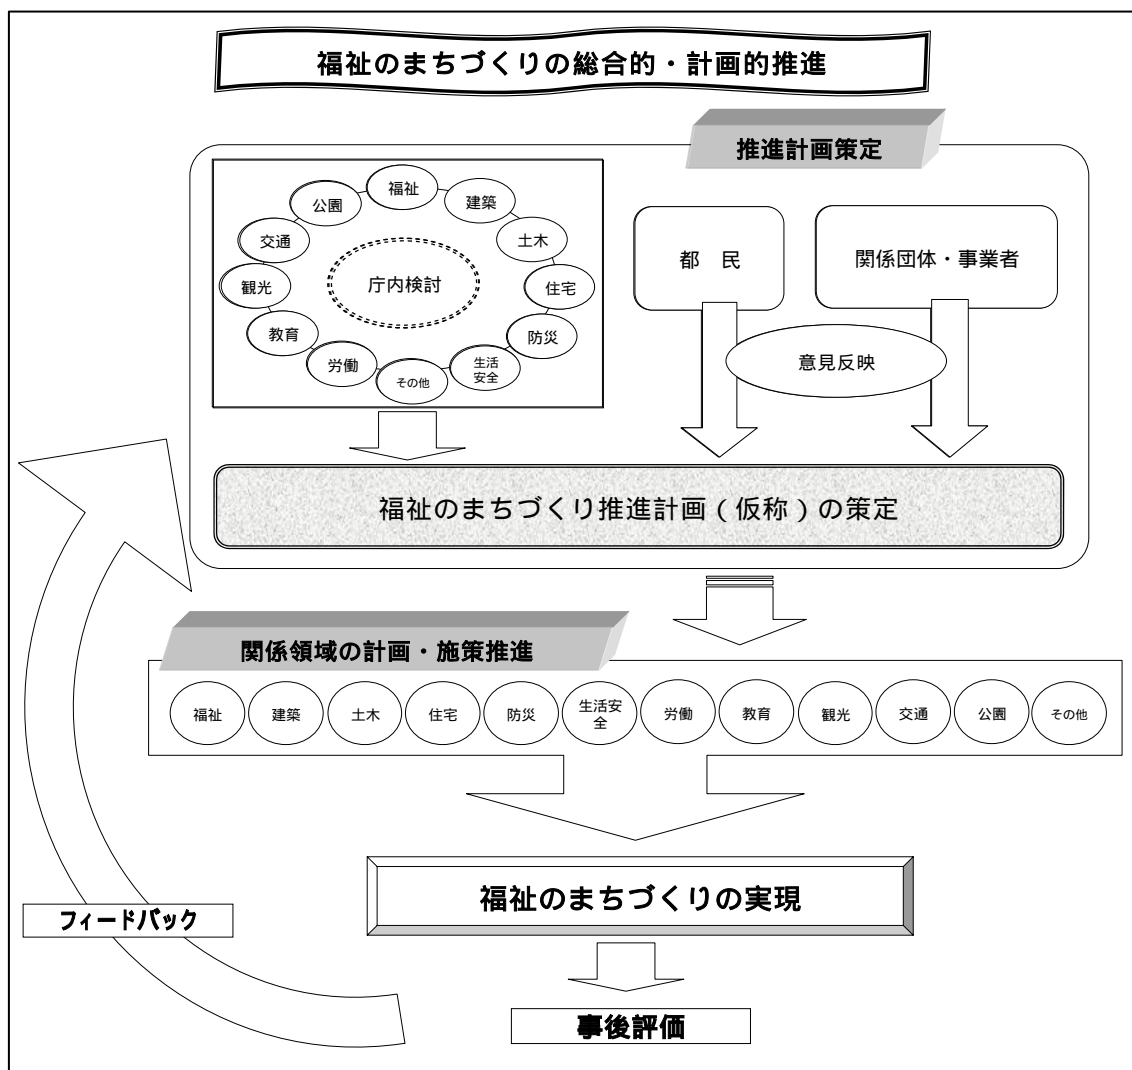 福祉のまちづくりの総合的・計画的推進
推進計画策定
福祉
建築
土木
住宅
防災
生活
安全
その他
労働
教育
観光
交通
公園
庁内検討
都　民
関係団体・事業者
意見反映
福祉のまちづくり推進計画（仮称）の策定
関係領域の計画・施策推進
福祉
建築
土木
住宅
防災
生活安
全
労働
教育
観光
交通
公園
その他
福祉のまちづくりの実現
フィードバック
事後評価